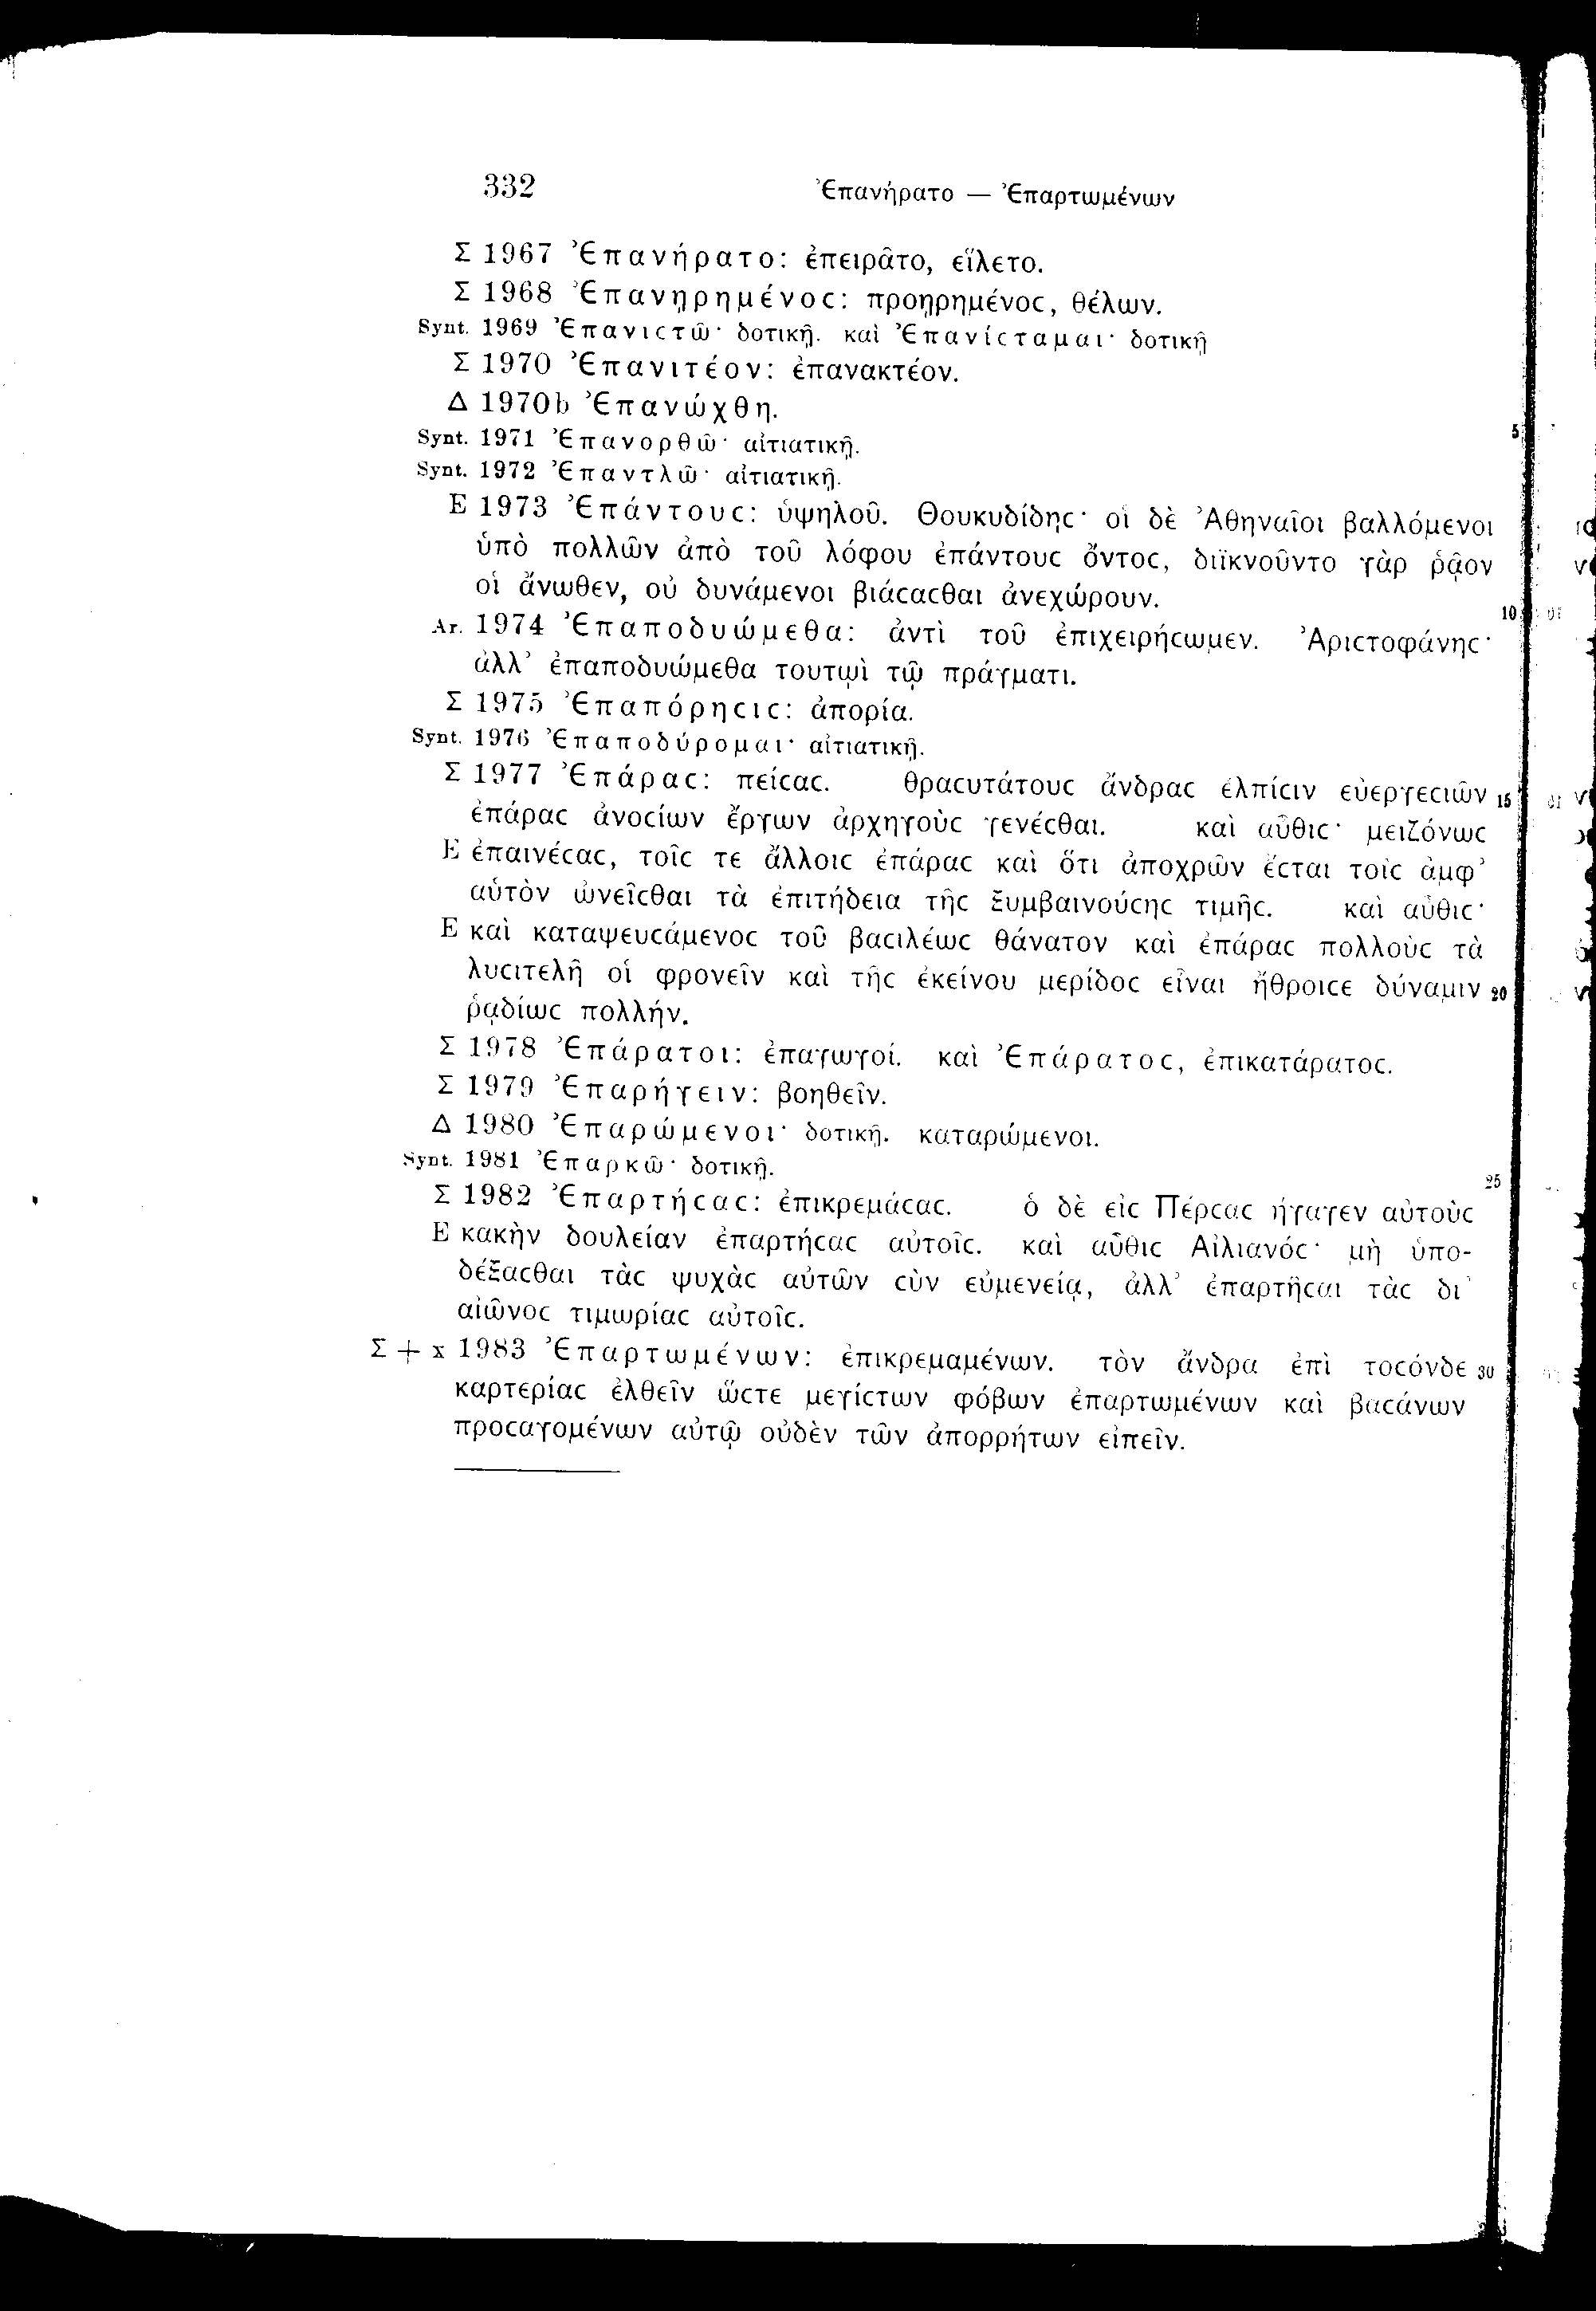 332 Ἐπανήρατο — Ἐπαρτωμένων
Σ 1967 Ἐπανήρατο: ἐπειρᾶτο, εἵλετο.
Σ 1968 Ἐπανῃρημένοϲ: προῃρημένοϲ, θέλων.
Synt. 1969 Ἐπανιϲτῶ· δοτικῇ. καὶ Ἐπανίϲταμαι· δοτικῇ
Σ 1970 Ἐπανιτέον: ἐπανακτέον.
Δ 1970b Ἐπανώχθη.
Synt. 1971 Ἐπανορθῶ· αἰτιατικῇ. 5
Synt. 1972 Ἐπαντλῶ· αἰτιατικῇ.
E 1973 Ἐπάντουϲ: ὑψηλοῦ. Θουκυδίδηϲ· οἱ δὲ Ἀθηναῖοι βαλλόμενοι
ὑπὸ πολλῶν ἀπὸ τοῦ λόφου ἐπάντουϲ ὄντοϲ, διϊκνοῦντο γὰρ ῥᾷον
οἱ ἄνωθεν, οὐ δυνάμενοι βιάϲαϲθαι ἀνεχώρουν. 10
Ar. 1974 Ἐπαποδυώμεθα: ἀντὶ τοῦ ἐπιχειρήϲωμεν. Ἀριϲτοφάνηϲ·
ἀλλ’ ἐπαποδυώμεθα τουτῳὶ τῷ πράγματι.
Σ 1975 Ἐπαπόρηϲιϲ: ἀπορία.
Synt. 1976 Ἐπαποδύρομαι· αἰτιατικῇ.
Σ 1977 Ἐπάραϲ: πείϲαϲ. θραϲυτάτουϲ ἄνδραϲ ἐλπίϲιν εὐεργεϲιῶν 15
ἐπάραϲ ἀνοϲίων ἔργων ἀρχηγοὺϲ γενέϲθαι. καὶ αὖθιϲ· μειζόνωϲ
E ἐπαινέϲαϲ, τοῖϲ τε ἄλλοιϲ ἐπάραϲ καὶ ὅτι ἀποχρῶν ἔϲται τοῖϲ ἀμφ’
αὑτὸν ὠνεῖϲθαι τὰ ἐπιτήδεια τῆϲ ξυμβαινούϲηϲ τιμῆϲ. καὶ αὖθιϲ·
E καὶ καταψευϲάμενοϲ τοῦ βαϲιλέωϲ θάνατον καὶ ἐπάραϲ πολλοὺϲ τὰ
λυϲιτελῆ οἱ φρονεῖν καὶ τῆϲ ἐκείνου μερίδοϲ εἶναι ἤθροιϲε δύναμιν 20
ῥᾳδίωϲ πολλήν.
Σ 1978 Ἐπάρατοι: ἐπαγωγοί. καὶ Ἐπάρατοϲ, ἐπικατάρατοϲ.
Σ 1979 Ἐπαρήγειν: βοηθεῖν.
Δ 1980 Ἐπαρώμενοι· δοτικῇ. καταρώμενοι.
Synt. 1981 Ἐπαρκῶ· δοτικῇ. 25
Σ 1982 Ἐπαρτήϲαϲ: ἐπικρεμάϲαϲ. ὁ δὲ εἰϲ Πέρϲαϲ ἤγαγεν αὐτοὺϲ
E κακὴν δουλείαν ἐπαρτήϲαϲ αὐτοῖϲ. καὶ αὖθιϲ Αἰλιανόϲ· μὴ ὑπο-
δέξαϲθαι τὰϲ ψυχὰϲ αὐτῶν ϲὺν εὐμενείᾳ, ἀλλ’ ἐπαρτῆϲαι τὰϲ δι’
αἰῶνοϲ τιμωρίαϲ αὐτοῖϲ.
Σ + x 1983 Ἐπαρτωμένων: ἐπικρεμαμένων. τὸν ἄνδρα ἐπὶ τοϲόνδε 30
καρτερίαϲ ἐλθεῖν ὥϲτε μεγίϲτων φόβων ἐπαρτωμένων καὶ βαϲάνων
προϲαγομένων αὐτῷ οὐδὲν τῶν ἀπορρήτων εἰπεῖν.